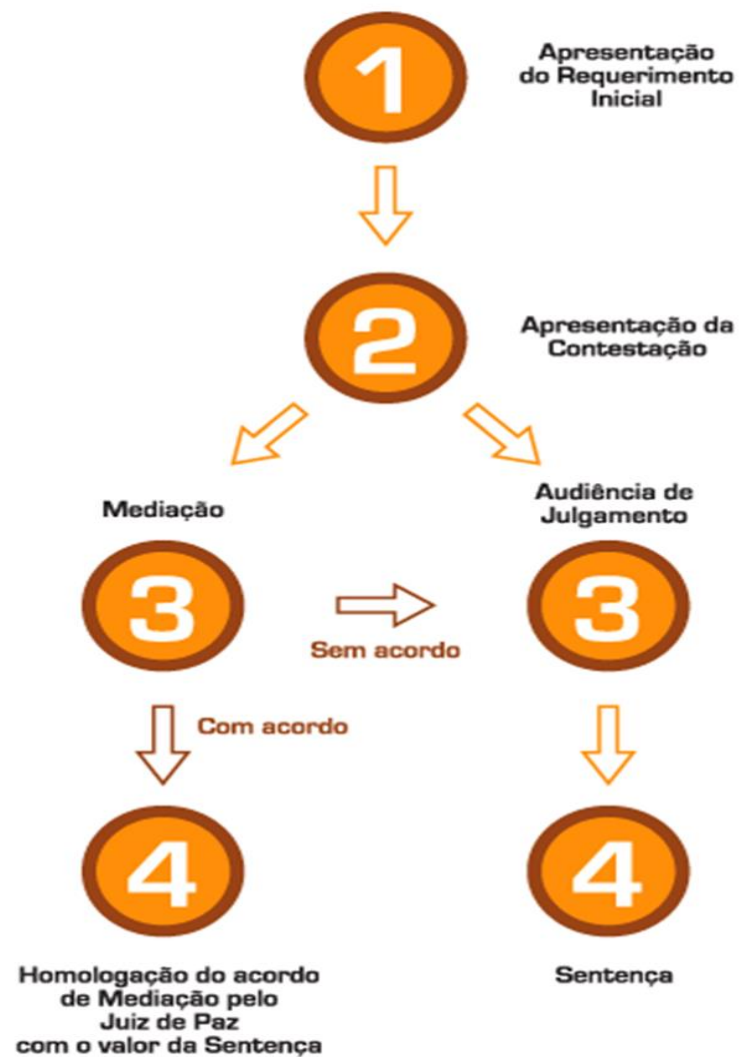 1
Apresentação
do Requerimento
Inicial
2
Apresentação da
Contestação
Mediação
3
Sem acordo
Audiência de
Julgamento
3
Com acordo
4
Homologação do acordo
de Mediação pelo
Juiz de Paz
com o valor da Sentença
4
Sentença